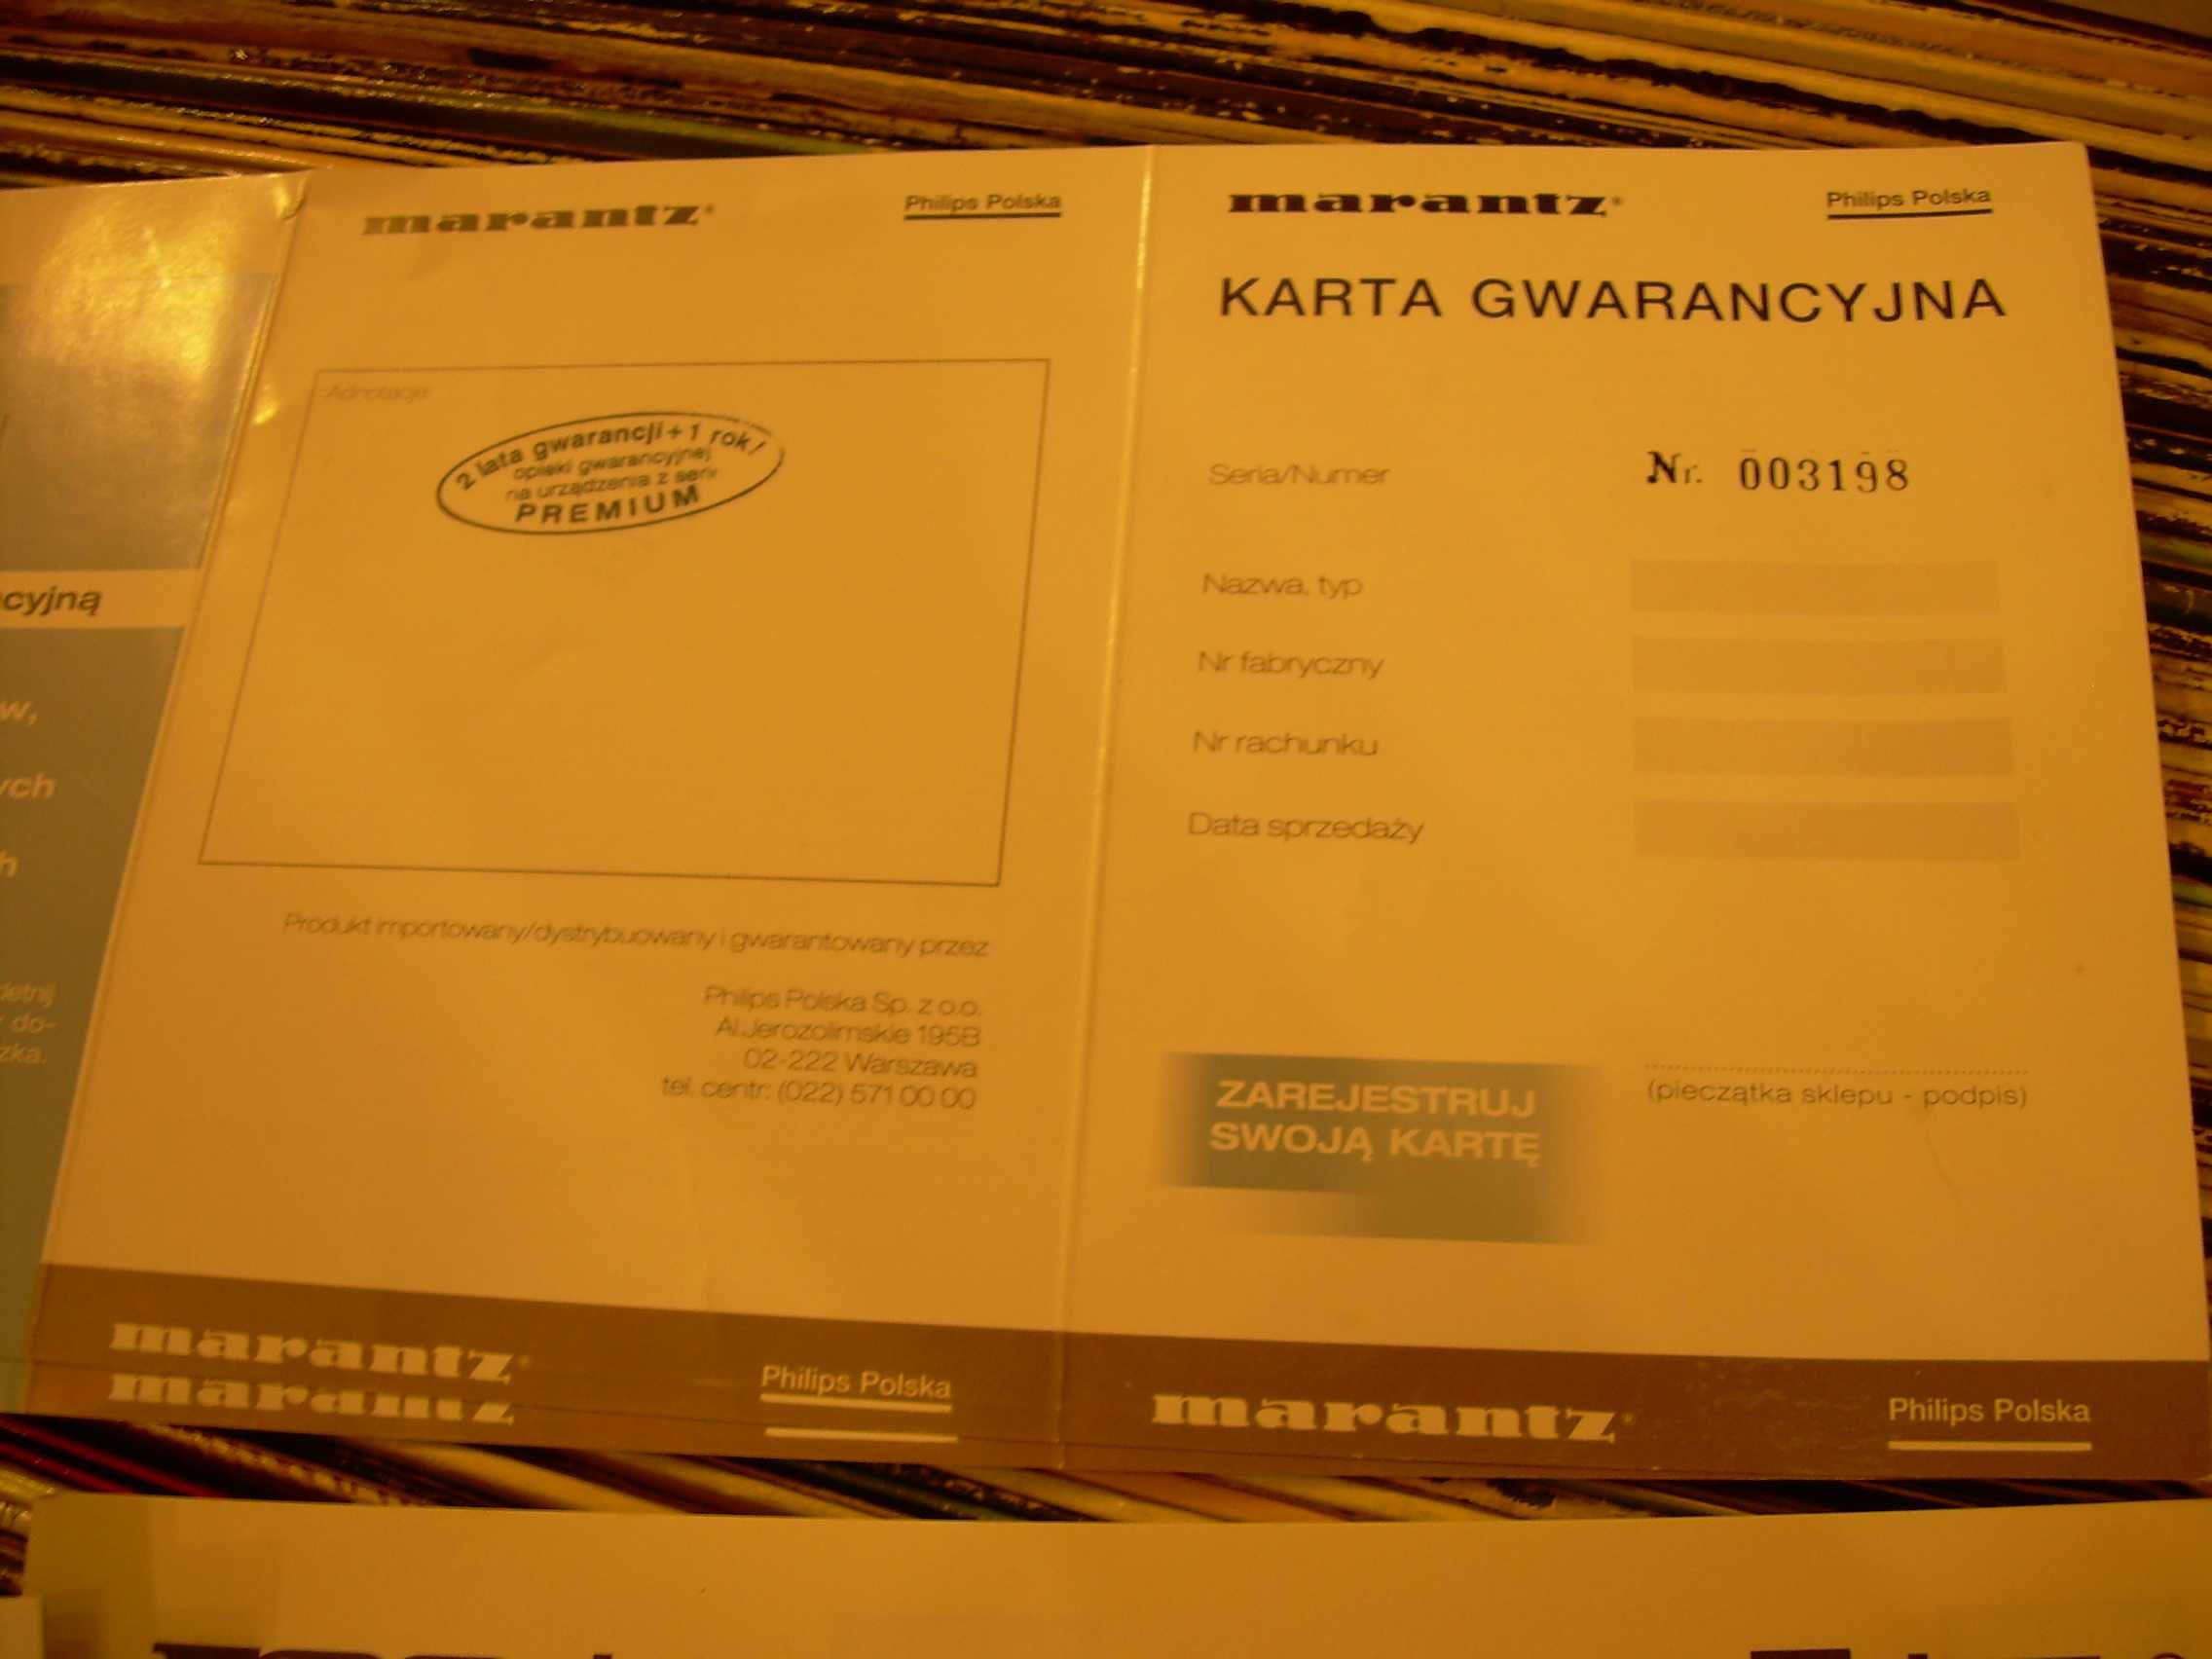 cyjną
w,
ych
h
do-
zka.
marantz
Philips Polska
Adnotacje
2 lata gwarancji + 1 rok!
opieki gwarancyjnej
na urządzenia z serii
PREMIUM
Produkt importowany/dystrybuowany i gwarantowany przez
Philips Polska Sp. z o.o.
Al.Jerozolimskie 195B
02-222 Warszawa
tel. centr: (022) 571 00 00
marantz
marantz
Philips Polska
marantz
Philips Polska
KARTA GWARANCYJNA
Seria/Numer
Nr. 003198
Nazwa, typ
Nr fabryczny
Nr rachunku
Data sprzedaży
ZAREJESTRUJ
SWOJĄ KARTĘ
(pieczątka sklepu - podpis)
marantz
Philips Polska